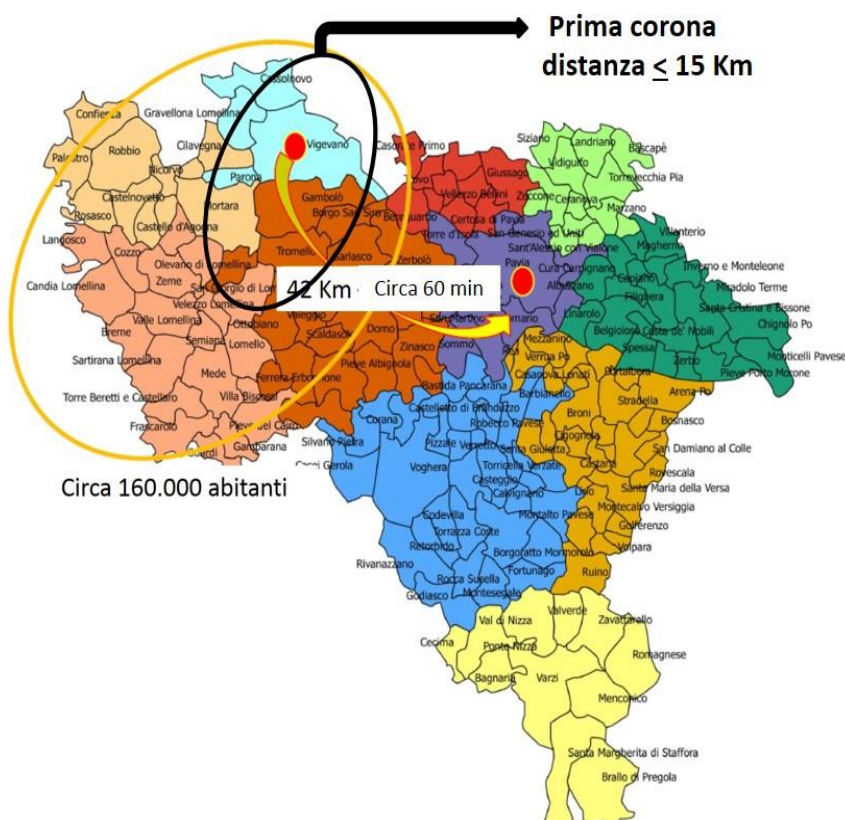 Prima corona
distanza ≤ 15 Km
Cassolnovo
Confienza
Gravellona Lomellina
Robbio
Cilavegna
Vigevano
Palestro
Nicorvo
Parona
Castelnovetto
Mortara
Rosasco
Castello d'Agogna
Langosco
Cozzo
Olevano di Lomellina
Candia Lomellina
Zeme
Velezzo Lomellina
Valle Lomellina
Ottobiano
Breme
Semiana
Lomello
Sartirana Lomellina
Mede
Torre Beretti e Castellaro
Villa Biscossi
Frascarolo
Pieve del Cairo
Gambarana
Gambolò
Borgo San Siro
Tromello
Zerbolò
42 Km
Circa 60 min
Scaldasole
Dorno
Zinasco
Pieve Albignola
Ferrera Erbognone
Circa 160.000 abitanti
Casorate Primo
Giussago
Vellezzo Bellini
Bereguardo
Certosa di Pavia
Torre d'Isola
San Genesio ed Uniti
Sant'Alessio con Vialone
Pavia
Cura Carpignano
Albuzzano
Sommo
Siziano
Landriano
Bascapè
Vidigulfo
Torrevecchia Pia
Zeccone
Ceranova
Marzano
Villanterio
Magherno
Inverno e Monteleone
Copiano
Miradolo Terme
Filighera
Santa Cristina e Bissone
Linarolo
Chignolo Po
Belgioioso
Costa de' Nobili
Spessa
Monticelli Pavese
Zerbo
Pieve Porto Morone
Mezzanino
Verrua Po
Casanova Lonati
Portalbera
Arena Po
Barbianello
Stradella
Broni
Bosnasco
Cigognola
San Damiano al Colle
Castana
Rovescala
Santa Maria della Versa
Montecalvo Versiggia
Golferenzo
Volpara
Ruino
Bastida Pancarana
Castelletto di Branduzzo
Corana
Robecco Pavese
Silvano Pietra
Pizzale
Verretto
Santa Giuletta
Voghera
Torricella Verzate
Casteggio
Calvignano
Codevilla
Montalto Pavese
Torrazza Coste
Retorbido
Borgoratto Mormorolo
Rivanazzano
Rocca Susella
Fortunago
Godiasco
Montesegale
Cecima
Val di Nizza
Valverde
Zavattarello
Ponte Nizza
Romagnese
Bagnaria
Varzi
Menconico
Santa Margherita di Staffora
Brallo di Pregola